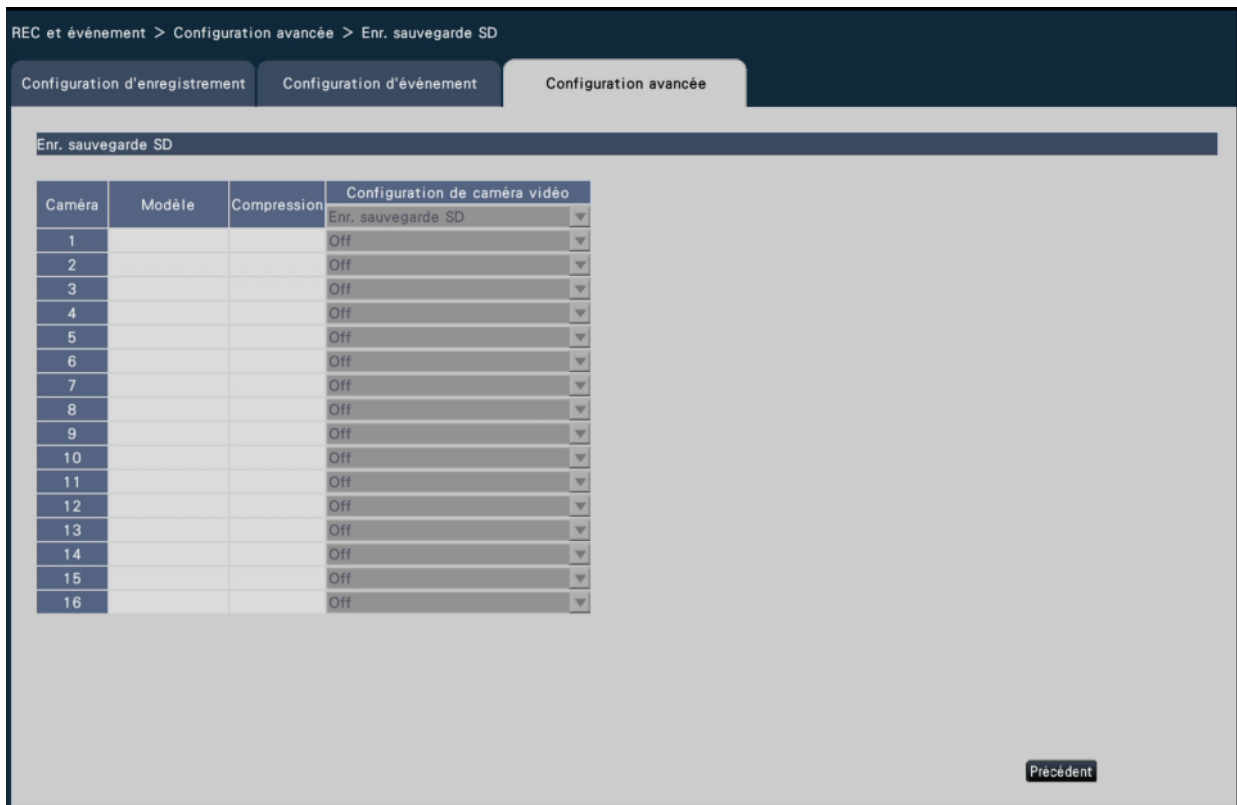 REC et événement > Configuration avancée > Enr. sauvegarde SD
Configuration d'enregistrement Configuration d'événement Configuration avancée
Enr. sauvegarde SD
Caméra Modèle Compression Configuration de caméra vidéo
Enr. sauvegarde SD
1 Off
2 Off
3 Off
4 Off
5 Off
6 Off
7 Off
8 Off
9 Off
10 Off
11 Off
12 Off
13 Off
14 Off
15 Off
16 Off
Précédent